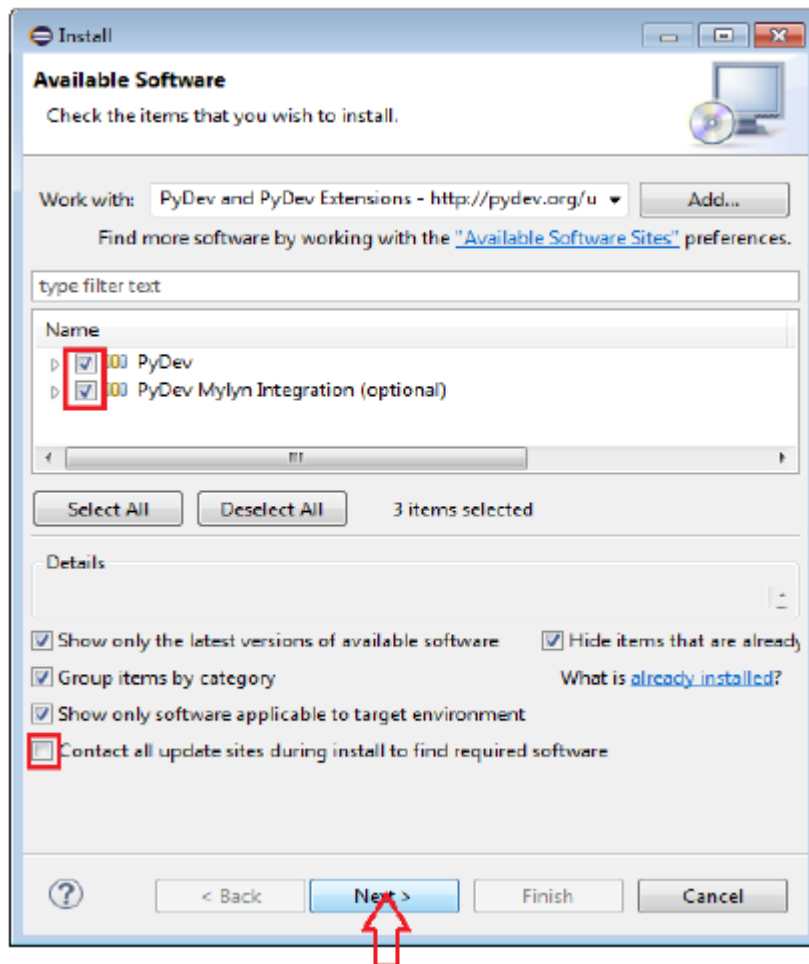 Install
Available Software
Check the items that you wish to install.
Work with: PyDev and PyDev Extensions - http://pydev.org/u Add...
Find more software by working with the "Available Software Sites" preferences.
type filter text
Name
PyDev
PyDev Mylyn Integration (optional)
Select All Deselect All 3 items selected
Details
Show only the latest versions of available software Hide items that are already
Group items by category What is already installed?
Show only software applicable to target environment
Contact all update sites during install to find required software
? < Back Next > Finish Cancel